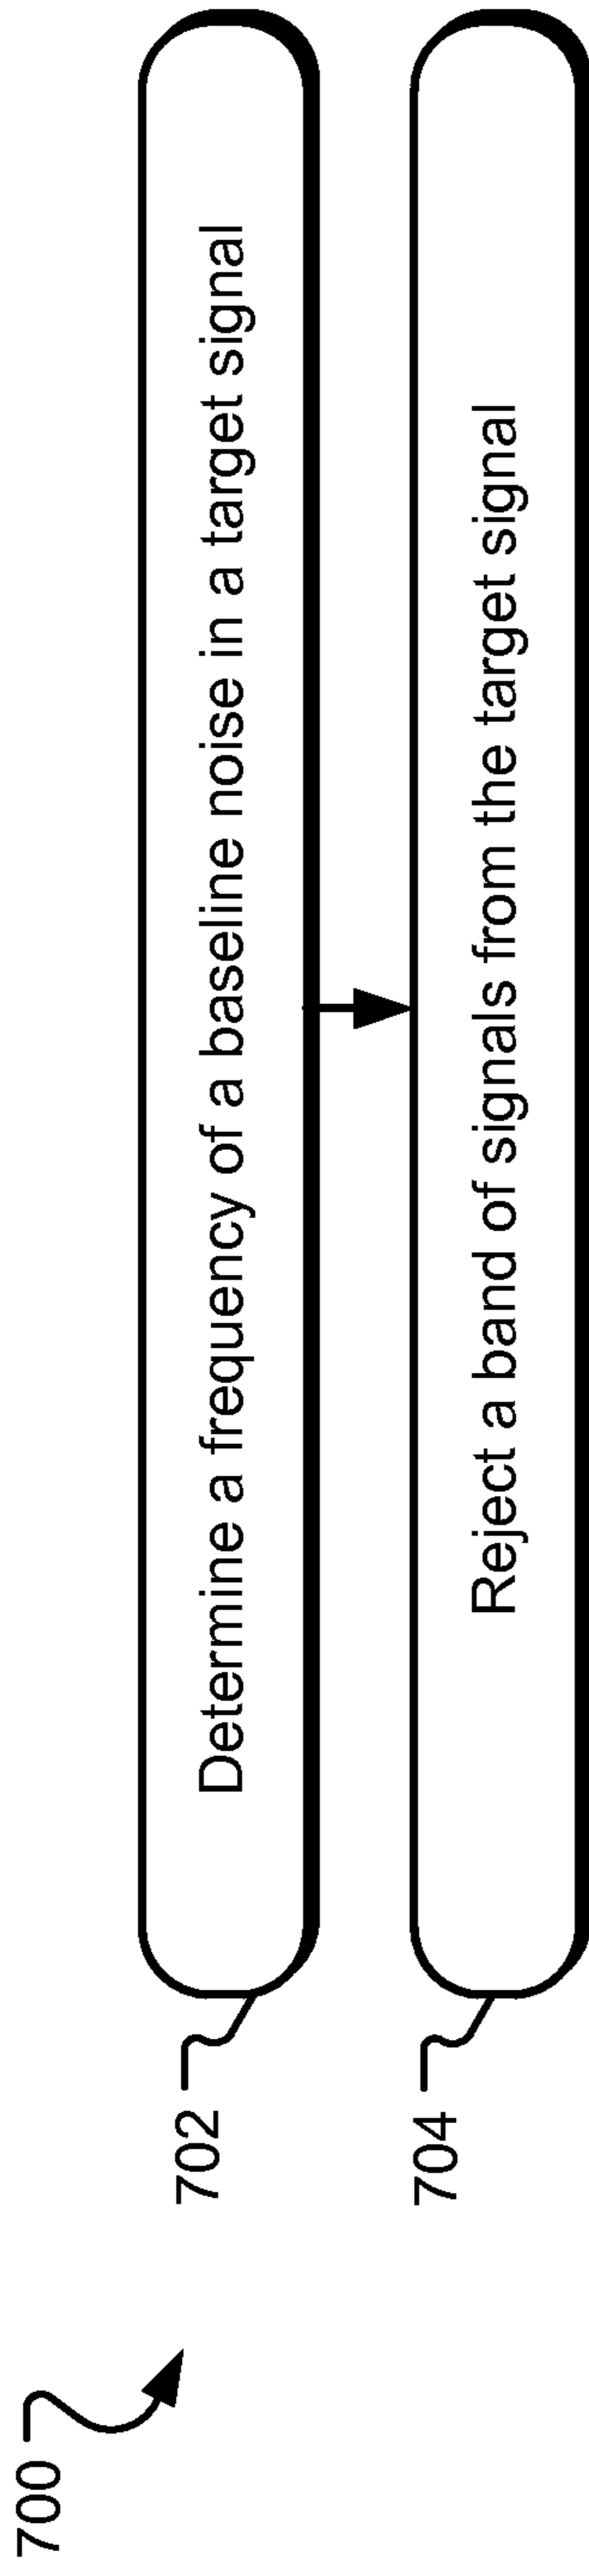 700
702
Determine a frequency of a baseline noise in a target signal
704
Reject a band of signals from the target signal